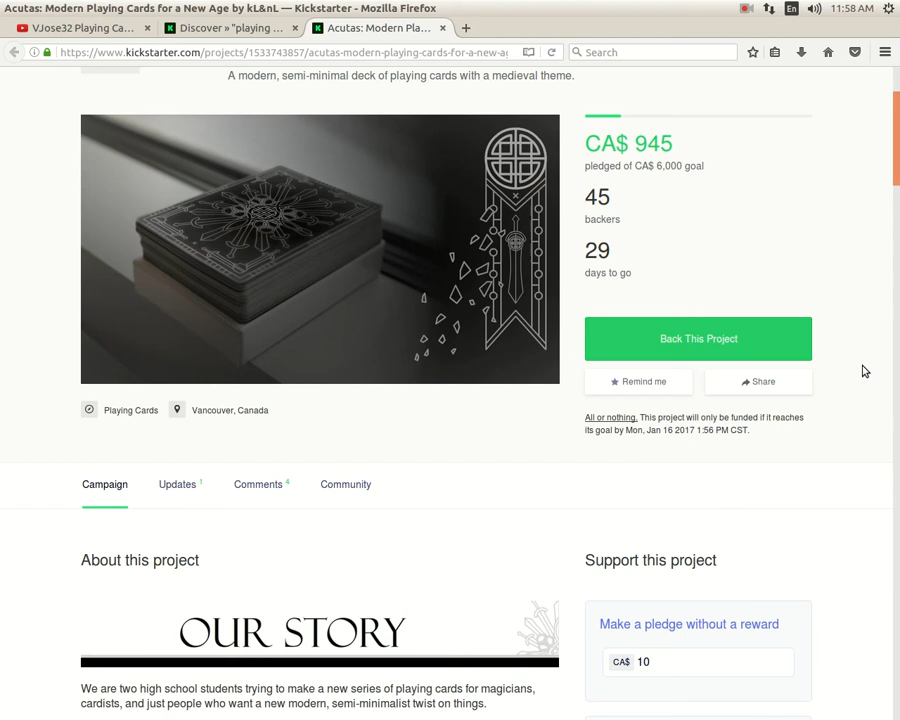 Acutas: Modern Playing Cards for a New Age by kL&nL — Kickstarter - Mozilla Firefox
En
11:58 AM
VJose32 Playing Ca...
Discover » "playing ...
Acutas: Modern Pla...
https://www.kickstarter.com/projects/1533743857/acutas-modern-playing-cards-for-a-new-ag
Search
A modern, semi-minimal deck of playing cards with a medieval theme.
CA$ 945
pledged of CA$ 6,000 goal
45
backers
29
days to go
Back This Project
Remind me
Share
All or nothing. This project will only be funded if it reaches
its goal by Mon, Jan 16 2017 1:56 PM CST.
Playing Cards
Vancouver, Canada
Campaign
Updates 1
Comments 4
Community
About this project
Support this project
OUR STORY
Make a pledge without a reward
CA$ 10
We are two high school students trying to make a new series of playing cards for magicians,
cardists, and just people who want a new modern, semi-minimalist twist on things.